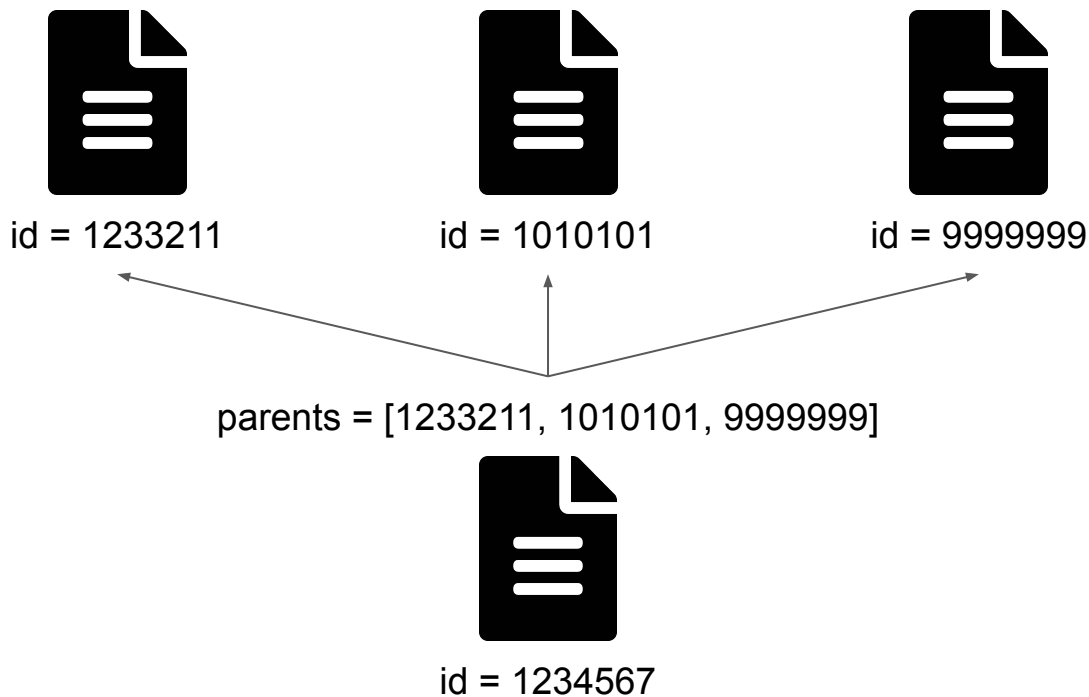 id = 1233211
id = 1010101
id = 9999999
parents = [1233211, 1010101, 9999999]
id = 1234567